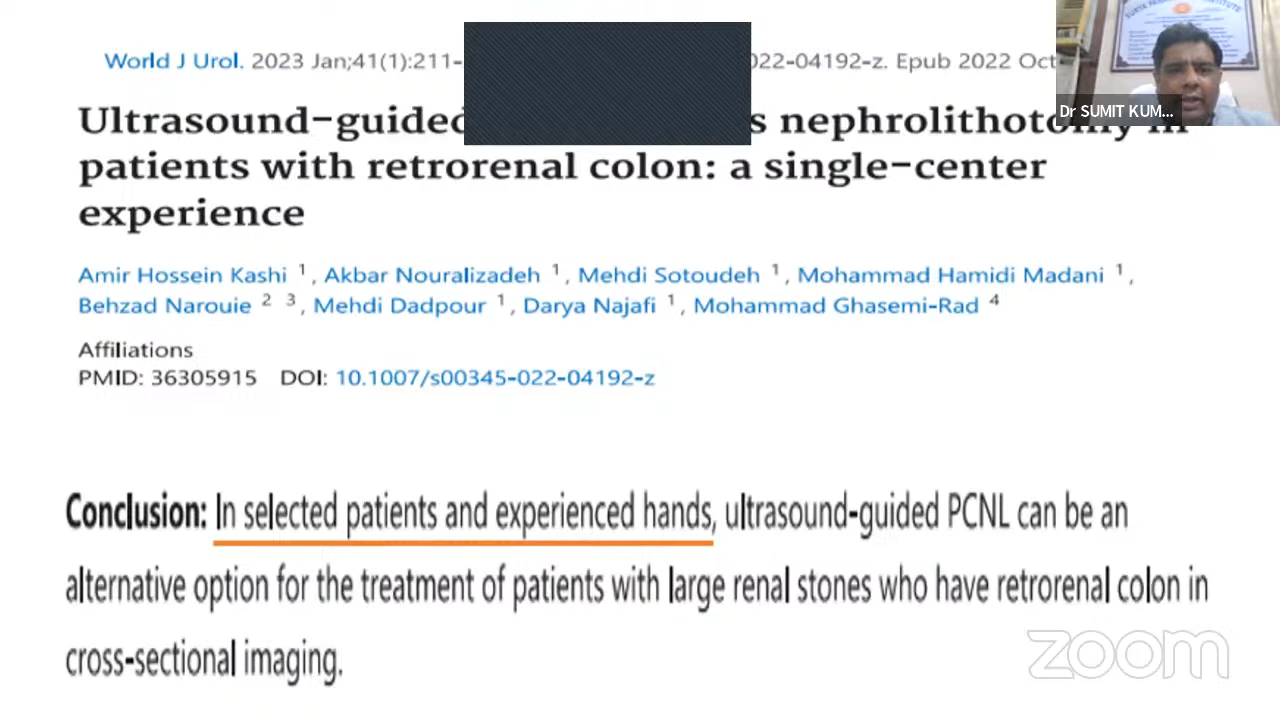 World J Urol. 2023 Jan;41(1):211- 022-04192-z. Epub 2022 Oct
Ultrasound-guided s nephrolithotomy in
patients with retrorenal colon: a single-center
experience
Amir Hossein Kashi 1 , Akbar Nouralizadeh 1 , Mehdi Sotoudeh 1 , Mohammad Hamidi Madani 1 ,
Behzad Narouie 2 3 , Mehdi Dadpour 1 , Darya Najafi 1 , Mohammad Ghasemi-Rad 4
Affiliations
PMID: 36305915 DOI: 10.1007/s00345-022-04192-z
Conclusion: In selected patients and experienced hands, ultrasound-guided PCNL can be an
alternative option for the treatment of patients with large renal stones who have retrorenal colon in
cross-sectional imaging.
Dr SUMIT KUM...
zoom